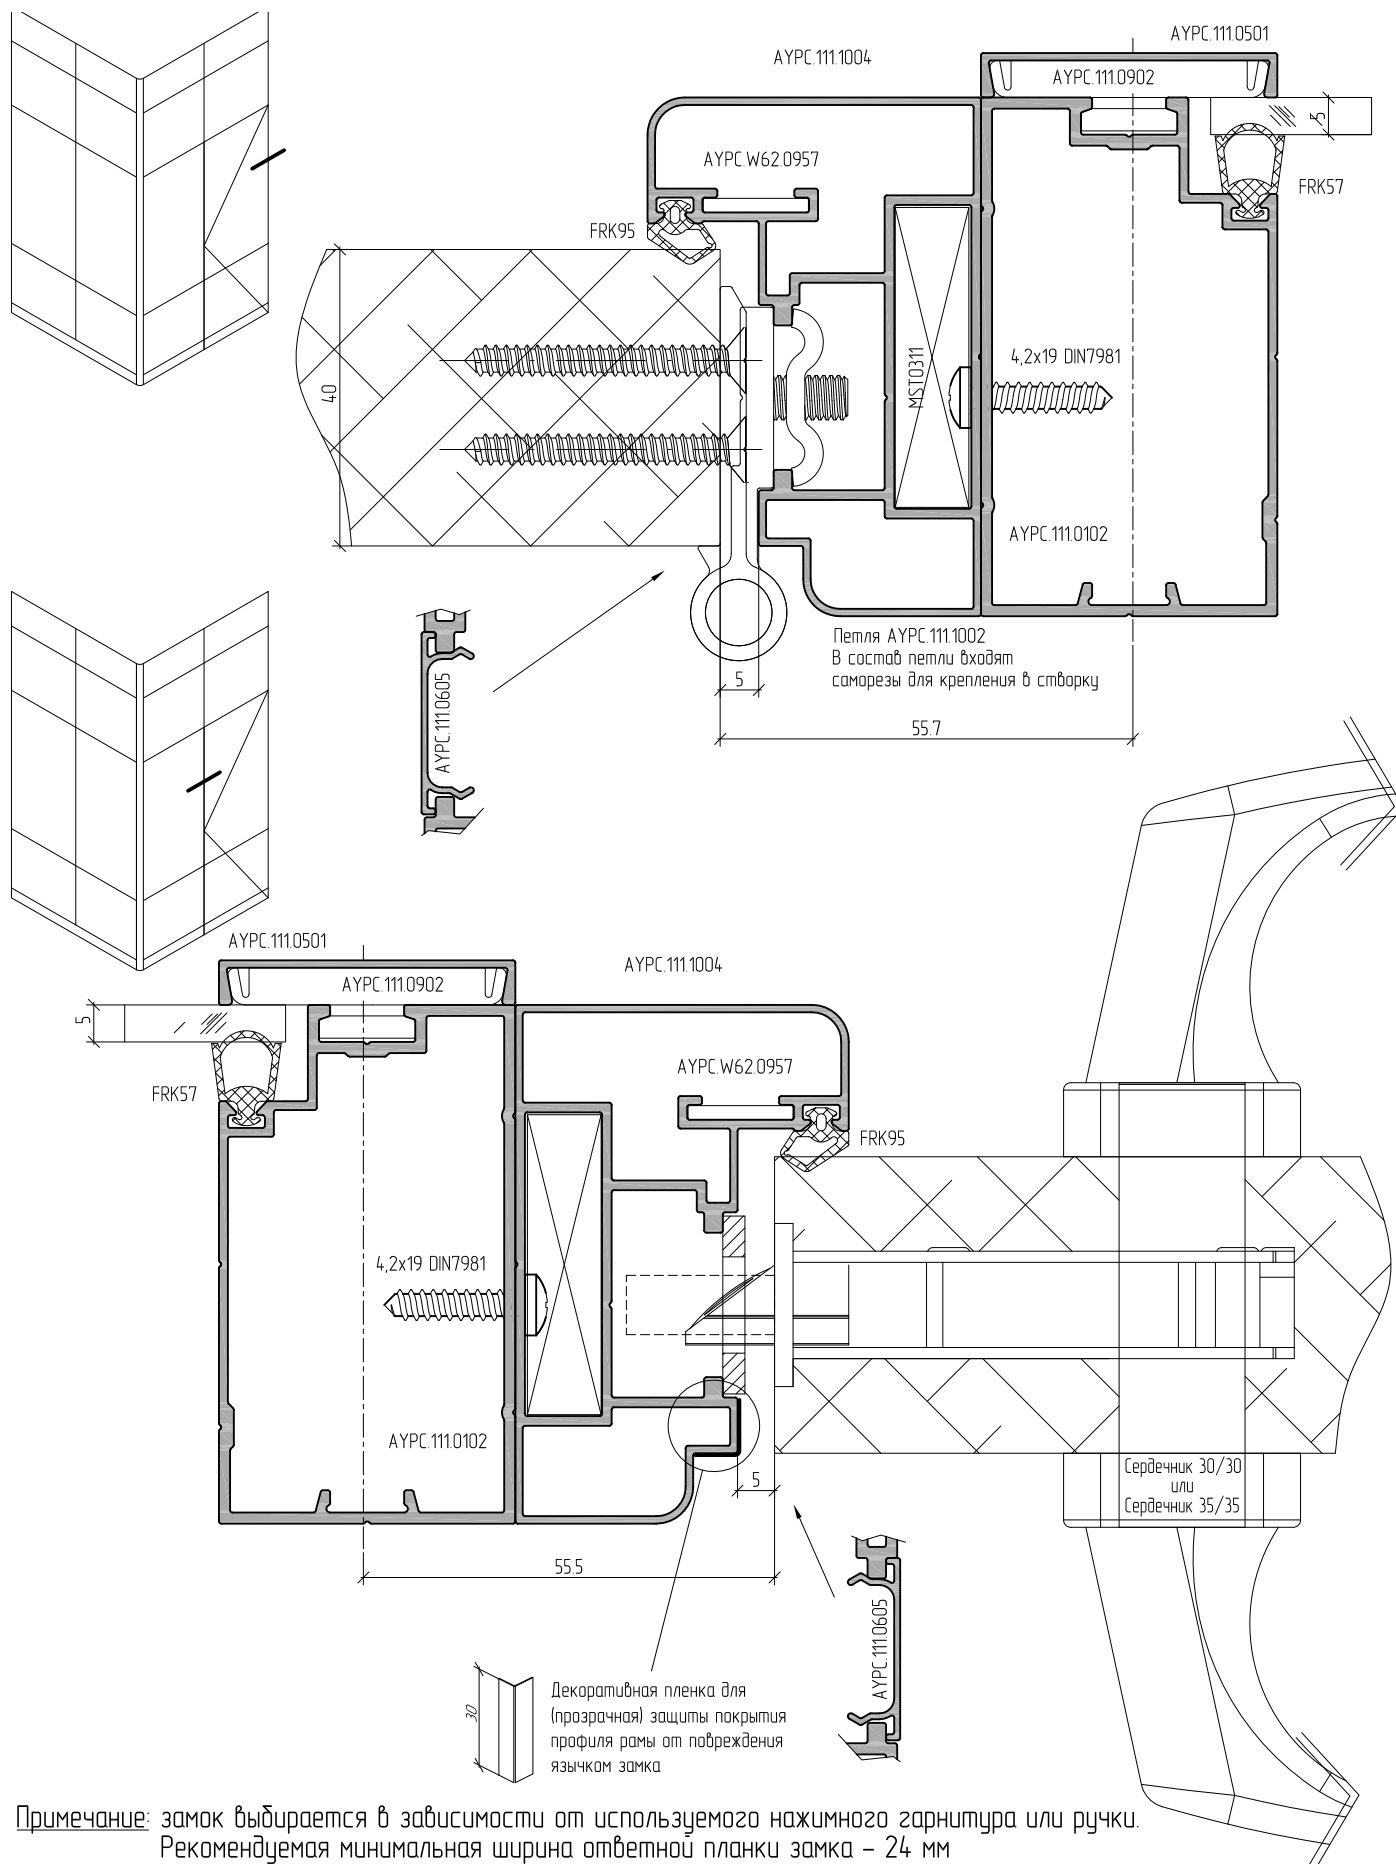 AYPC.111.0501
AYPC.111.1004
AYPC.111.0902
5
AYPC.W62.0957
FRK57
FRK95
40
MST0311
4,2x19 DIN7981
AYPC.111.0102
Петля AYPC.111.1002
В состав петли входят
саморезы для крепления в створку
AYPC.111.0605
5
55.7
AYPC.111.0501
AYPC.111.1004
AYPC.111.0902
5
AYPC.W62.0957
FRK57
FRK95
4,2x19 DIN7981
AYPC.111.0102
Сердечник 30/30
или
Сердечник 35/35
5
55.5
AYPC.111.0605
30
Декоративная пленка для
(прозрачная) защиты покрытия
профиля рамы от повреждения
язычком замка
Примечание: замок выбирается в зависимости от используемого нажимного гарнитура или ручки.
Рекомендуемая минимальная ширина ответной планки замка – 24 мм